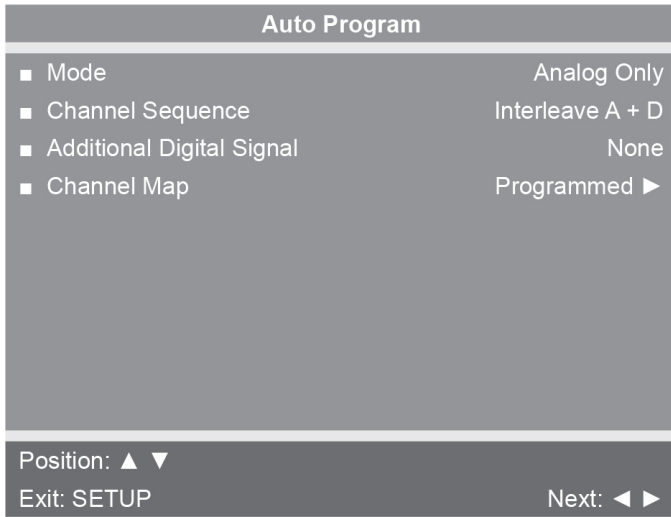 Auto Program
■ Mode Analog Only
■ Channel Sequence Interleave A + D
■ Additional Digital Signal None
■ Channel Map Programmed ►
Position: ▲ ▼
Exit: SETUP Next: ◄ ►